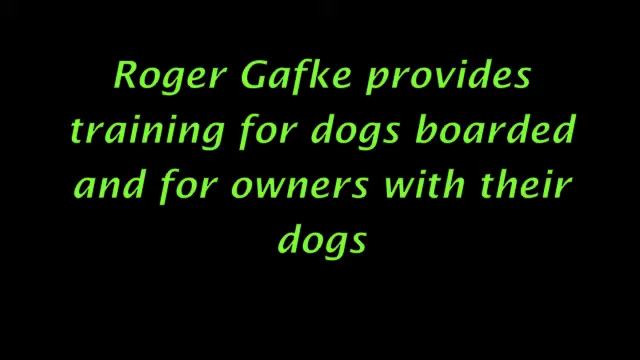 Roger Gafke provides
training for dogs boarded
and for owners with their
dogs